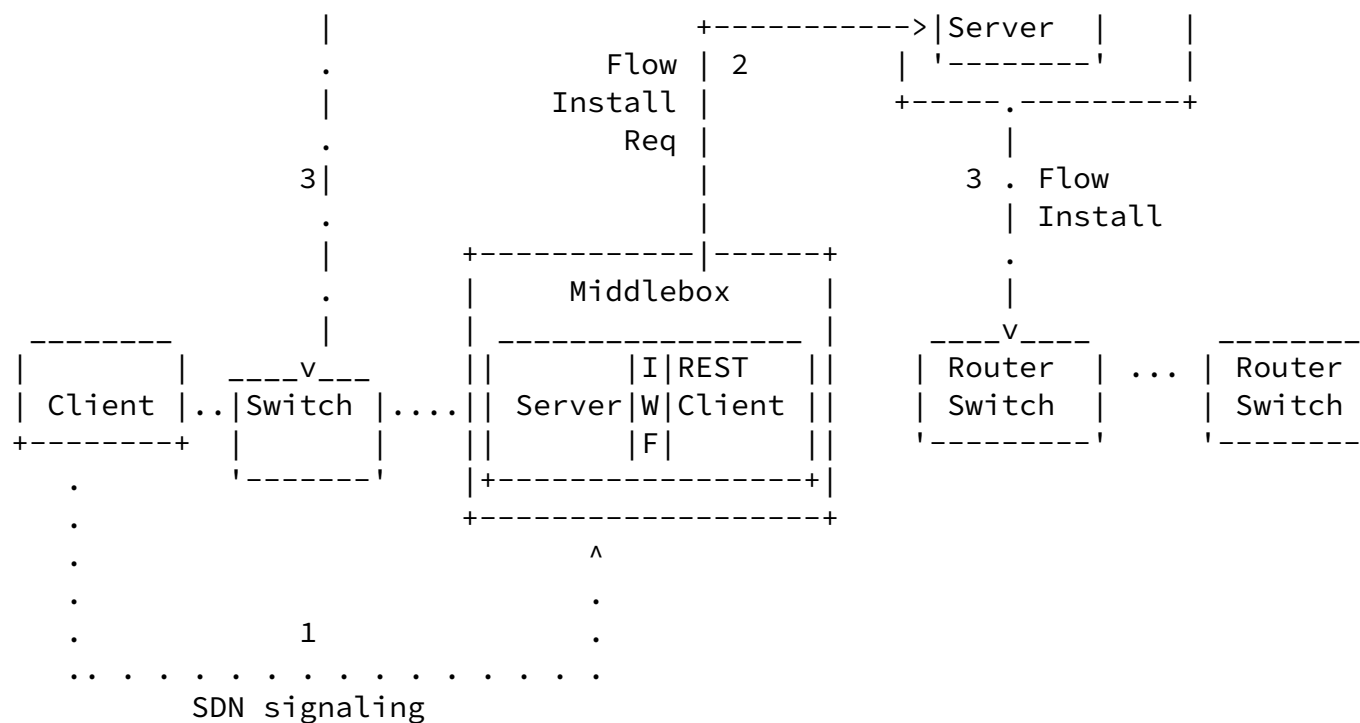 Server
Flow 2
Install
Req
3 3 Flow
Install
Middlebox
I REST Router ... Router
Client .. Switch .... Server W Client Switch Switch
F
1
SDN signaling